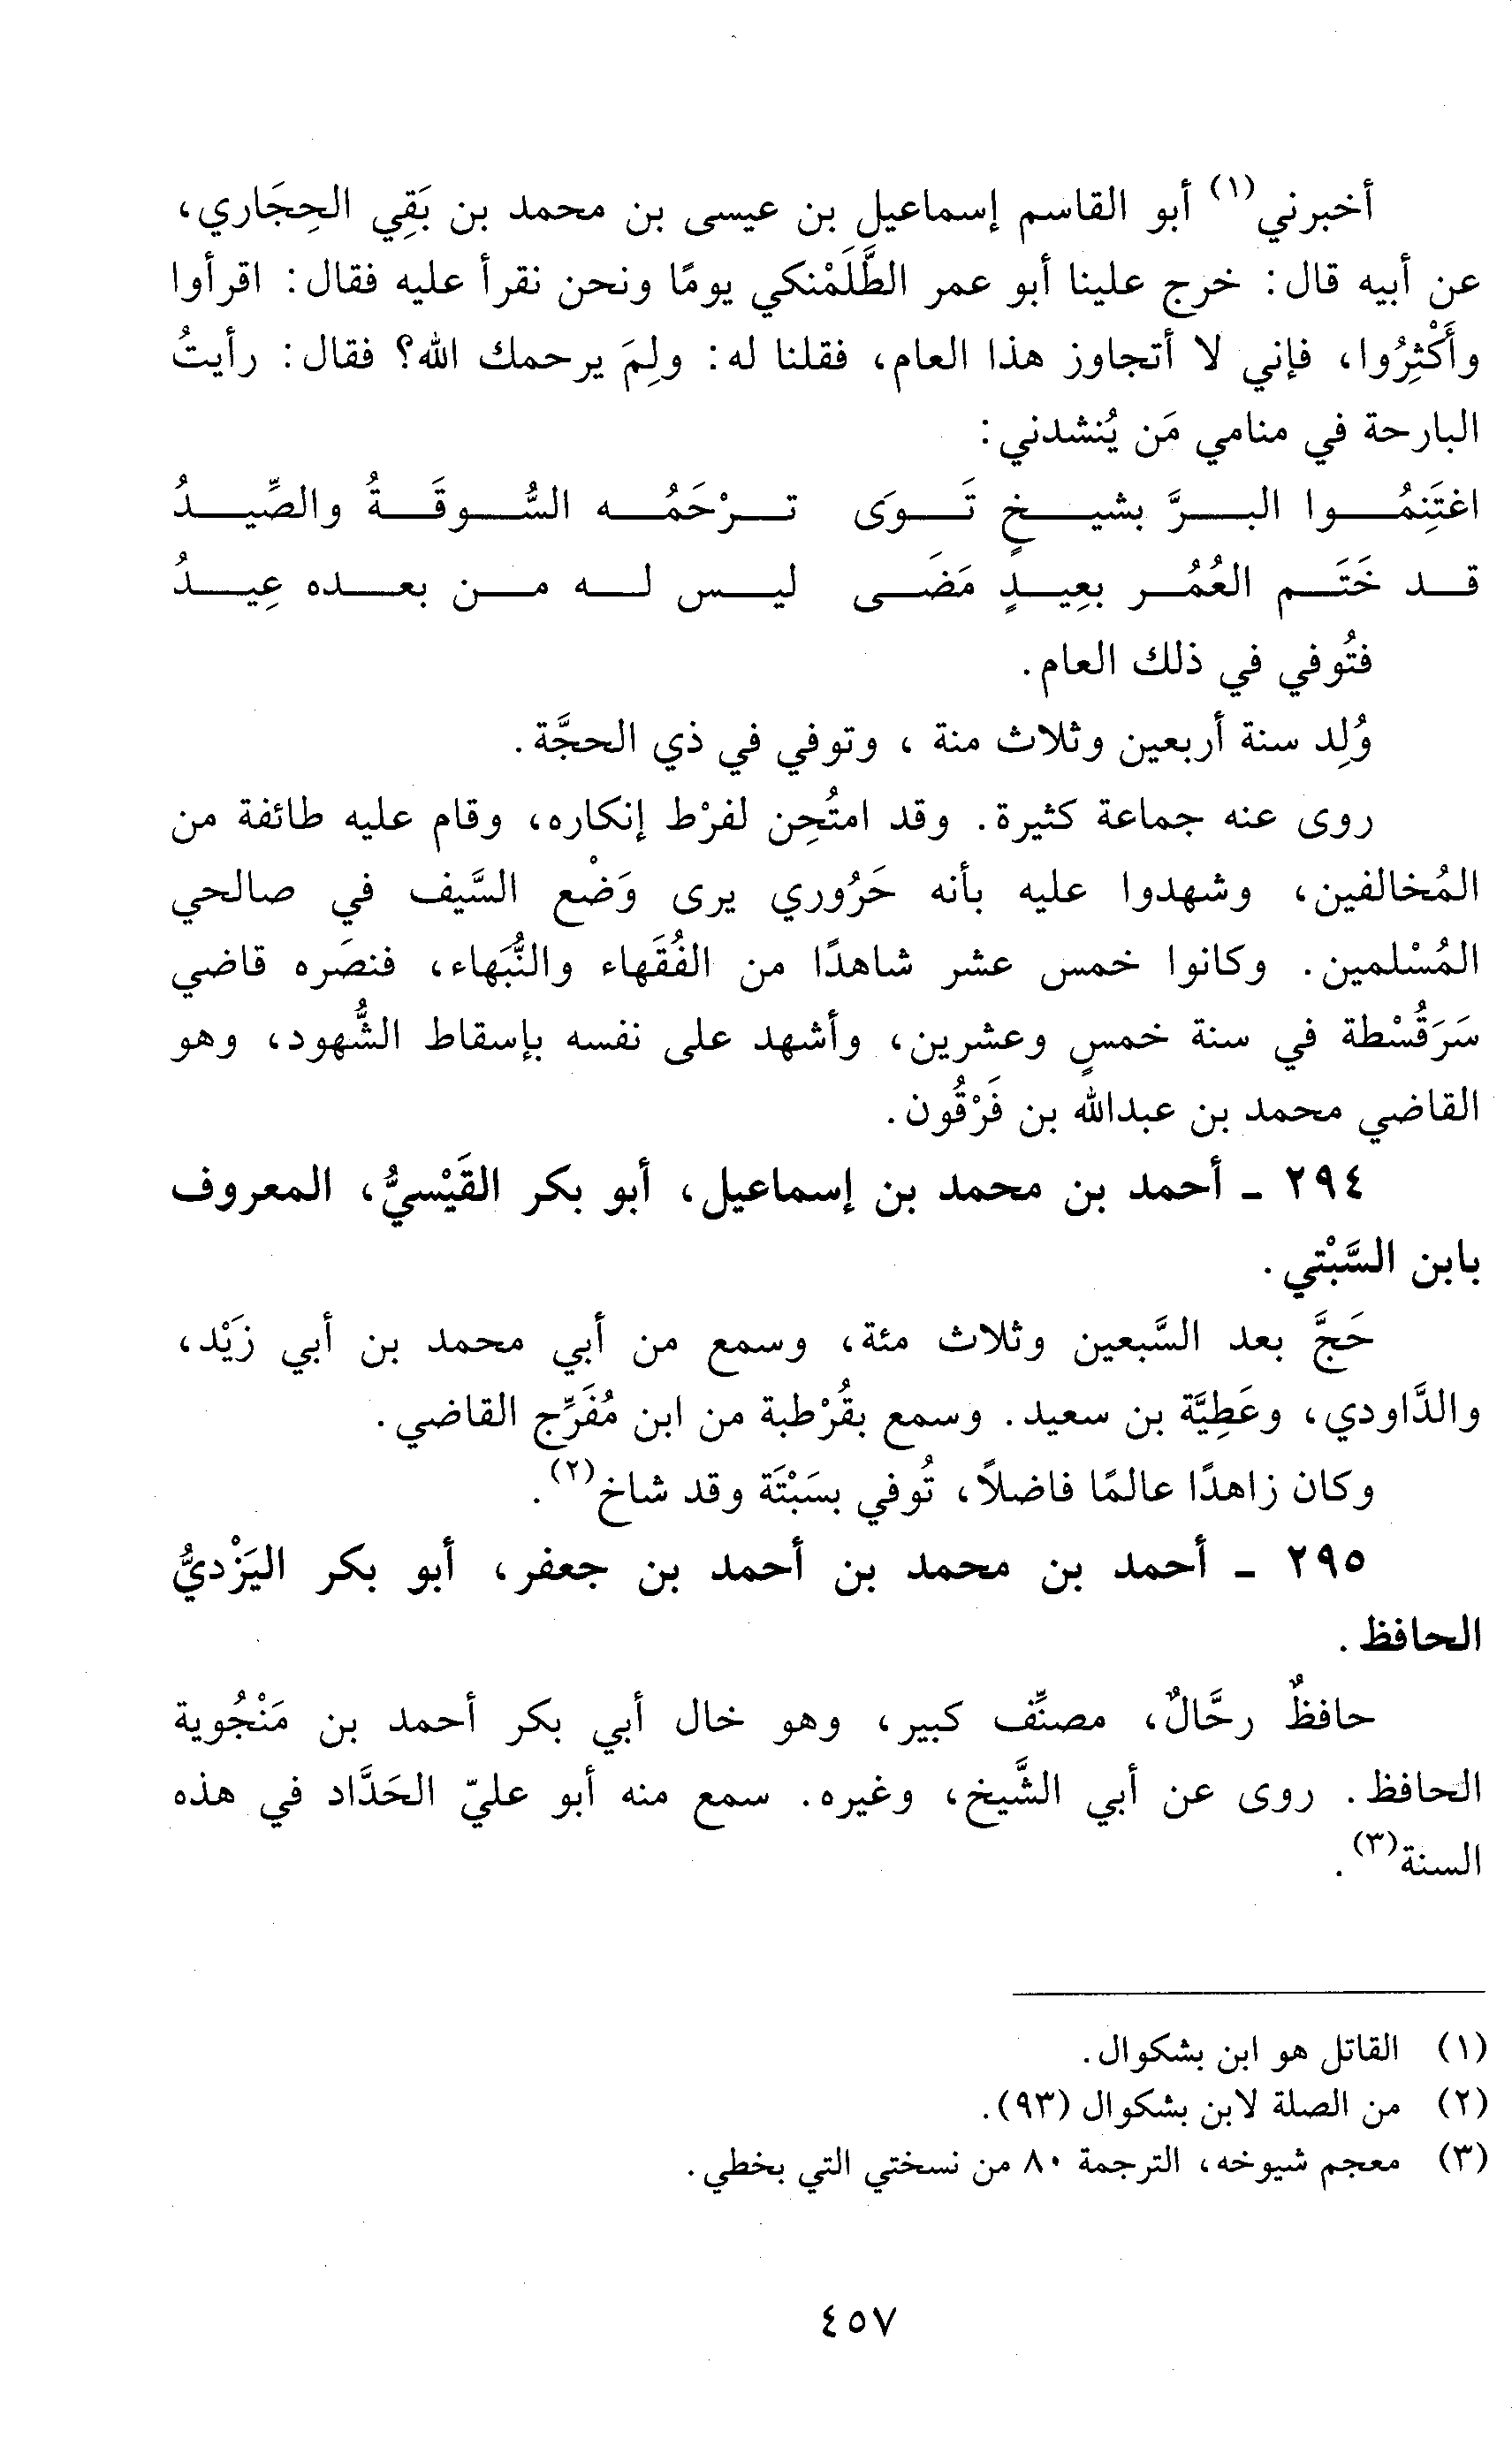 أخبرني(١) أبو القاسم إسماعيل بن عيسى بن محمد بن بَقِي الحِجَاري،
عن أبيه قال: خرج علينا أبو عمر الطَّلَمْنكي يومًا ونحن نقرأ عليه فقال: اقرأوا
وأَكْثِرُوا، فإني لا أتجاوز هذا العام، فقلنا له: ولِمَ يرحمك الله؟ فقال: رأيتُ
البارحة في منامي مَن يُنشدني:
اغتَنِمُوا البرَّ بشيخٍ تَوَى ترْحَمُه السُّوقَةُ والصِّيدُ
قد خَتَم العُمُر بعِيدٍ مَضَى ليس له من بعده عِيدُ
فتُوفي في ذلك العام.
وُلِد سنة أربعين وثلاث منة ، وتوفي في ذي الحجَّة.
روى عنه جماعة كثيرة. وقد امتُحِن لفرْط إنكاره، وقام عليه طائفة من
المُخالفين، وشهدوا عليه بأنه حَرُوري يرى وَضْع السَّيف في صالحي
المُسْلمين. وكانوا خمس عشر شاهدًا من الفُقَهاء والنُّبَهاء، فنصَره قاضي
سَرَقُسْطة في سنة خمسٍ وعشرين، وأشهد على نفسه بإسقاط الشُّهود، وهو
القاضي محمد بن عبدالله بن فَرْقُون.
٢٩٤ - أحمد بن محمد بن إسماعيل، أبو بكر القَيْسيُّ، المعروف
بابن السَّبْتي.
حَجَّ بعد السَّبعين وثلاث مئة، وسمع من أبي محمد بن أبي زَيْد،
والدَّاودي، وعَطِيَّة بن سعيد. وسمع بقُرْطبة من ابن مُفَرِّج القاضي.
وكان زاهدًا عالمًا فاضلاً، تُوفي بسَبْتَة وقد شاخ(٢).
٢٩٥ - أحمد بن محمد بن أحمد بن جعفر، أبو بكر اليَزْديُّ
الحافظ.
حافظٌ رحَّالٌ، مصنِّف كبير، وهو خال أبي بكر أحمد بن مَنْجُوية
الحافظ. روى عن أبي الشَّيخ، وغيره. سمع منه أبو عليّ الحَدَّاد في هذه
السنة(٣).
(١) القاتل هو ابن بشكوال.
(٢) من الصلة لابن بشكوال (٩٣).
(٣) معجم شيوخه، الترجمة ٨٠ من نسختي التي بخطي.
٤٥٧